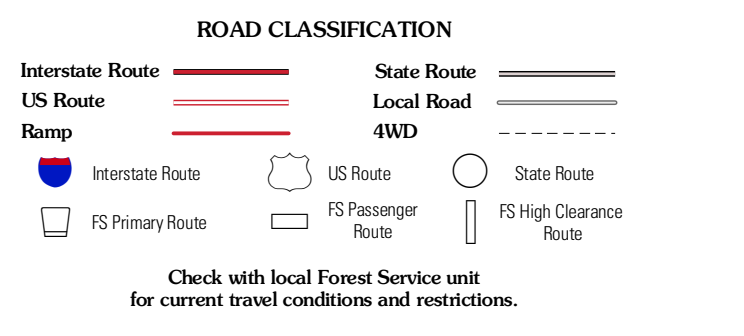 ROAD CLASSIFICATION
Interstate Route
State Route
US Route
Local Road
Ramp
4WD
Interstate Route
US Route
State Route
FS Primary Route
FS Passenger
Route
FS High Clearance
Route
Check with local Forest Service unit
for current travel conditions and restrictions.